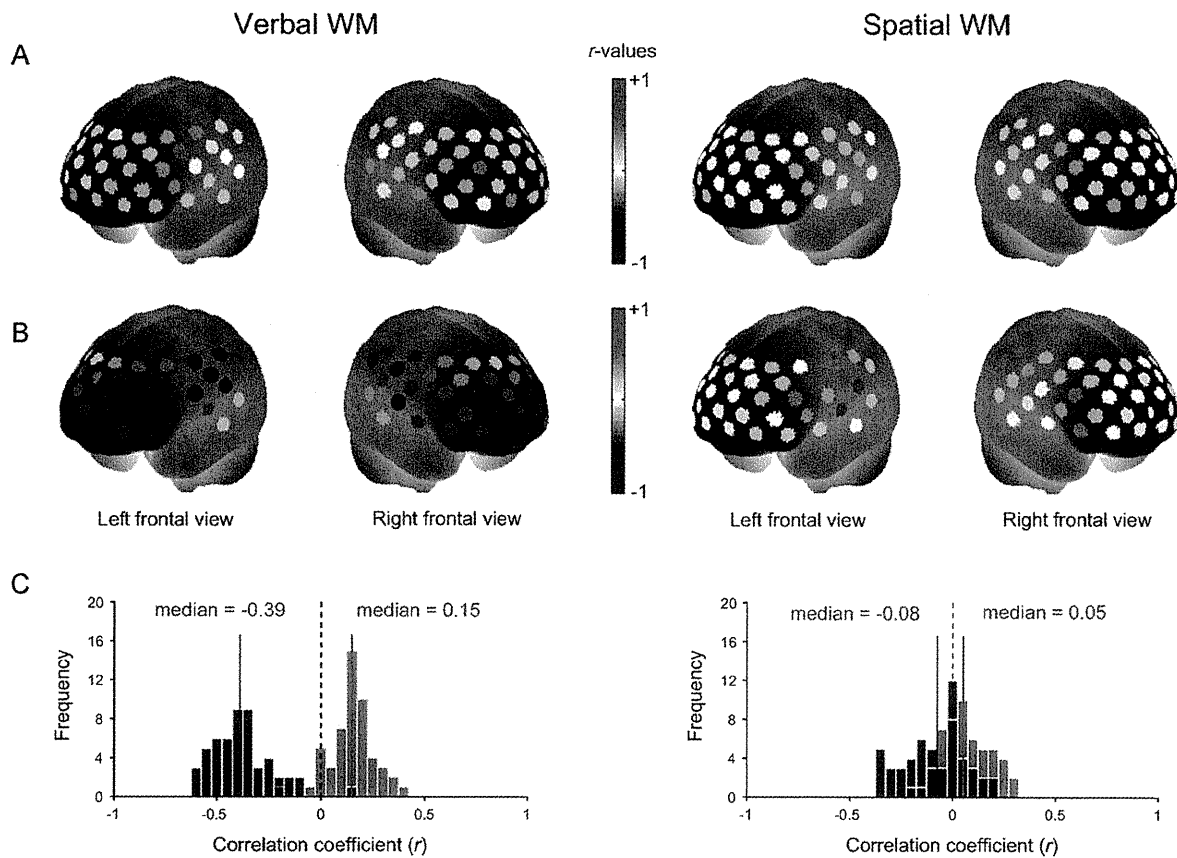 Verbal WM
Spatial WM
A
r-values
+1
-1
B
+1
-1
Left frontal view
Right frontal view
Left frontal view
Right frontal view
C
median = -0.39
median = 0.15
20
16
12
8
4
0
Frequency
-1
-0.5
0
0.5
1
Correlation coefficient (r)
median = -0.08
median = 0.05
20
16
12
8
4
0
Frequency
-1
-0.5
0
0.5
1
Correlation coefficient (r)